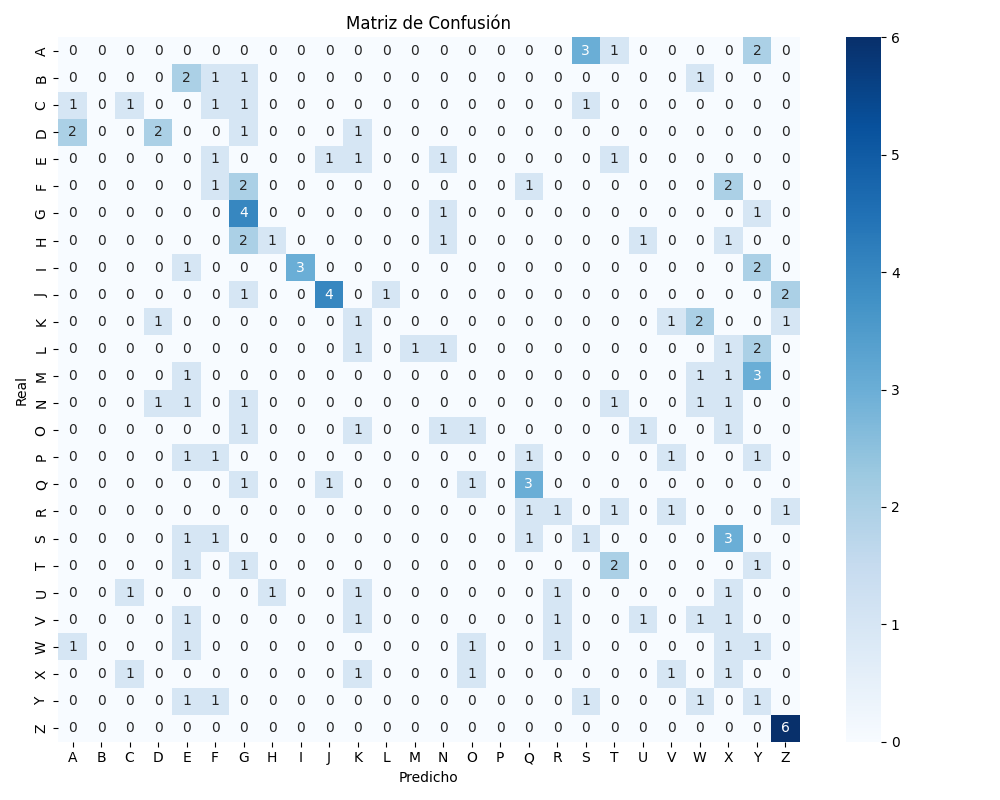 Matriz de Confusión
A 0 0 0 0 0 0 0 0 0 0 0 0 0 0 0 0 0 0 3 1 0 0 0 0 2 0 6
B 0 0 0 0 2 1 1 0 0 0 0 0 0 0 0 0 0 0 0 0 0 0 1 0 0 0
C 1 0 1 0 0 1 1 0 0 0 0 0 0 0 0 0 0 0 1 0 0 0 0 0 0 0
D 2 0 0 2 0 0 1 0 0 0 1 0 0 0 0 0 0 0 0 0 0 0 0 0 0 0
E 0 0 0 0 0 1 0 0 0 1 1 0 0 1 0 0 0 0 0 1 0 0 0 0 0 0 5
F 0 0 0 0 0 1 2 0 0 0 0 0 0 0 0 0 1 0 0 0 0 0 0 2 0 0
G 0 0 0 0 0 0 4 0 0 0 0 0 0 1 0 0 0 0 0 0 0 0 0 0 1 0
H 0 0 0 0 0 0 2 1 0 0 0 0 0 1 0 0 0 0 0 0 1 0 0 1 0 0
I 0 0 0 0 1 0 0 0 3 0 0 0 0 0 0 0 0 0 0 0 0 0 0 0 2 0 4
J 0 0 0 0 0 0 1 0 0 4 0 1 0 0 0 0 0 0 0 0 0 0 0 0 0 2
K 0 0 0 1 0 0 0 0 0 0 1 0 0 0 0 0 0 0 0 0 0 1 2 0 0 1
L 0 0 0 0 0 0 0 0 0 0 1 0 1 1 0 0 0 0 0 0 0 0 0 1 2 0
M 0 0 0 0 1 0 0 0 0 0 0 0 0 0 0 0 0 0 0 0 0 0 1 1 3 0 3
Real
N 0 0 0 1 1 0 1 0 0 0 0 0 0 0 0 0 0 0 0 1 0 0 1 1 0 0
O 0 0 0 0 0 0 1 0 0 0 1 0 0 1 1 0 0 0 0 0 1 0 0 1 0 0
P 0 0 0 0 1 1 0 0 0 0 0 0 0 0 0 0 1 0 0 0 0 1 0 0 1 0
Q 0 0 0 0 0 0 1 0 0 1 0 0 0 0 1 0 3 0 0 0 0 0 0 0 0 0 2
R 0 0 0 0 0 0 0 0 0 0 0 0 0 0 0 0 1 1 0 1 0 1 0 0 0 1
S 0 0 0 0 1 1 0 0 0 0 0 0 0 0 0 0 1 0 1 0 0 0 0 3 0 0
T 0 0 0 0 1 0 1 0 0 0 0 0 0 0 0 0 0 0 0 2 0 0 0 0 1 0
U 0 0 1 0 0 0 0 1 0 0 1 0 0 0 0 0 0 1 0 0 0 0 0 1 0 0 1
V 0 0 0 0 1 0 0 0 0 0 1 0 0 0 0 0 0 1 0 0 1 0 1 1 0 0
W 1 0 0 0 1 0 0 0 0 0 0 0 0 0 1 0 0 1 0 0 0 0 0 1 1 0
X 0 0 1 0 0 0 0 0 0 0 1 0 0 0 1 0 0 0 0 0 0 1 0 1 0 0
Y 0 0 0 0 1 1 0 0 0 0 0 0 0 0 0 0 0 0 1 0 0 0 1 0 1 0
Z 0 0 0 0 0 0 0 0 0 0 0 0 0 0 0 0 0 0 0 0 0 0 0 0 0 6 0
A B C D E F G H I J K L M N O P Q R S T U V W X Y Z
Predicho